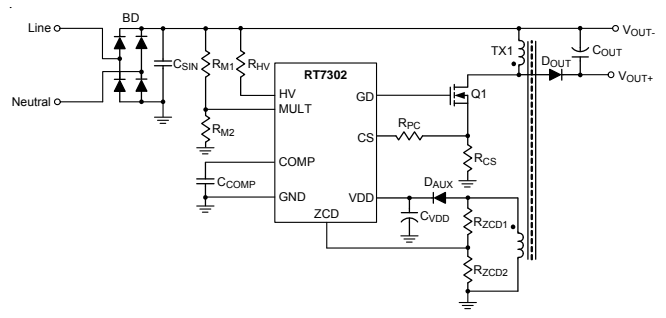 BD
Line
Neutral
CSIN
RM1
RHV
RM2
RT7302
HV
MULT
COMP
GND
ZCD
GD
CS
VDD
CCOMP
RPC
Q1
RCS
TX1
DOUT
COUT
VOUT-
VOUT+
DAUX
CVDD
RZCD1
RZCD2